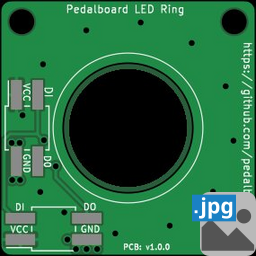 Pedalboard LED Ring
https://github.com/pedalb
VCC DI
GND DO
DI DO
VCC GND
PCB: v1.0.0
.jpg